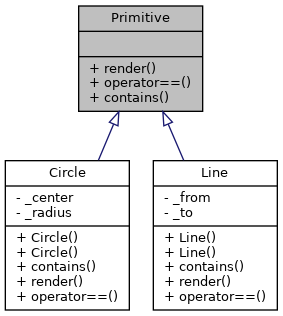 Primitive
+ render()
+ operator==()
+ contains()
Circle
- _center
- _radius
+ Circle()
+ Circle()
+ contains()
+ render()
+ operator==()
Line
- _from
- _to
+ Line()
+ Line()
+ contains()
+ render()
+ operator==()